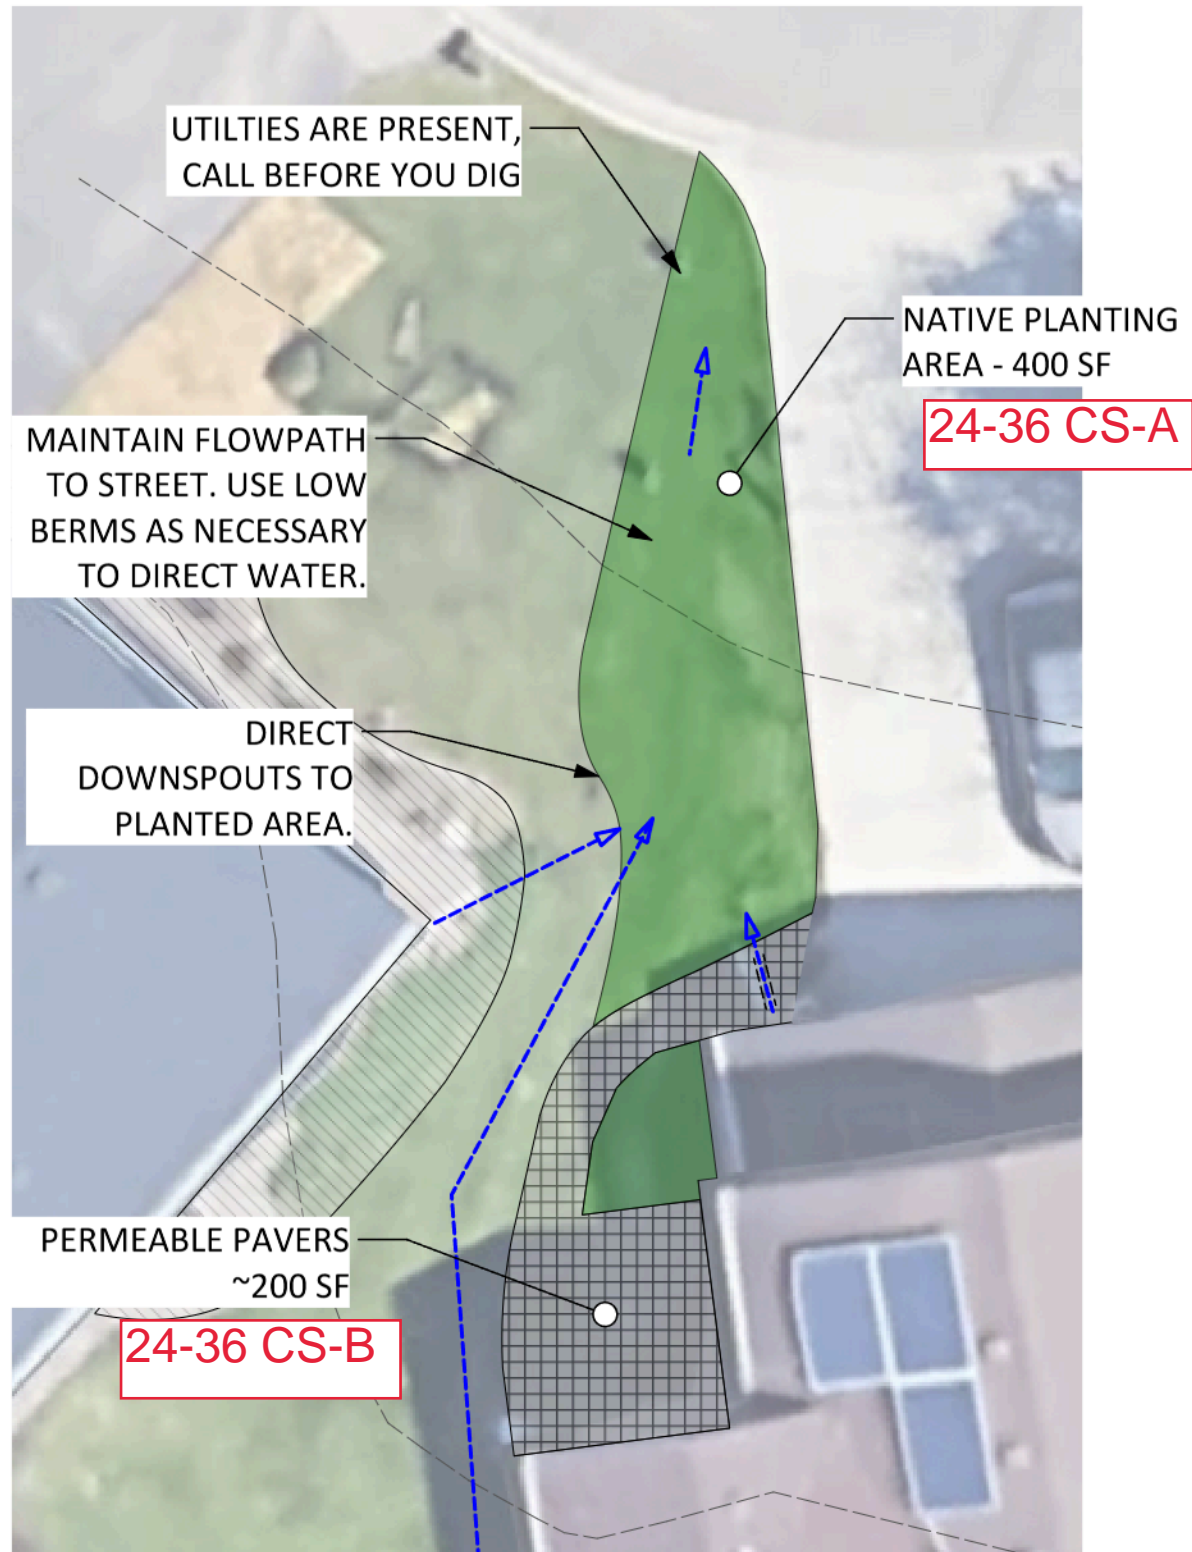 UTILTIES ARE PRESENT,
CALL BEFORE YOU DIG
NATIVE PLANTING
AREA - 400 SF
24-36 CS-A
MAINTAIN FLOWPATH
TO STREET. USE LOW
BERMS AS NECESSARY
TO DIRECT WATER.
DIRECT
DOWNSPOUTS TO
PLANTED AREA.
PERMEABLE PAVERS
~200 SF
24-36 CS-B